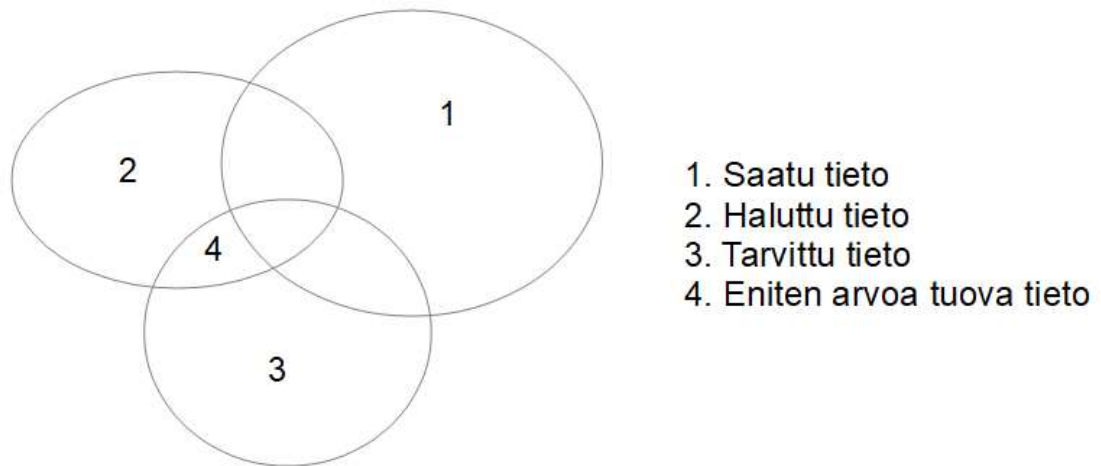 1
2
4
3
1. Saatu tieto
2. Haluttu tieto
3. Tarvittu tieto
4. Eniten arvoa tuova tieto